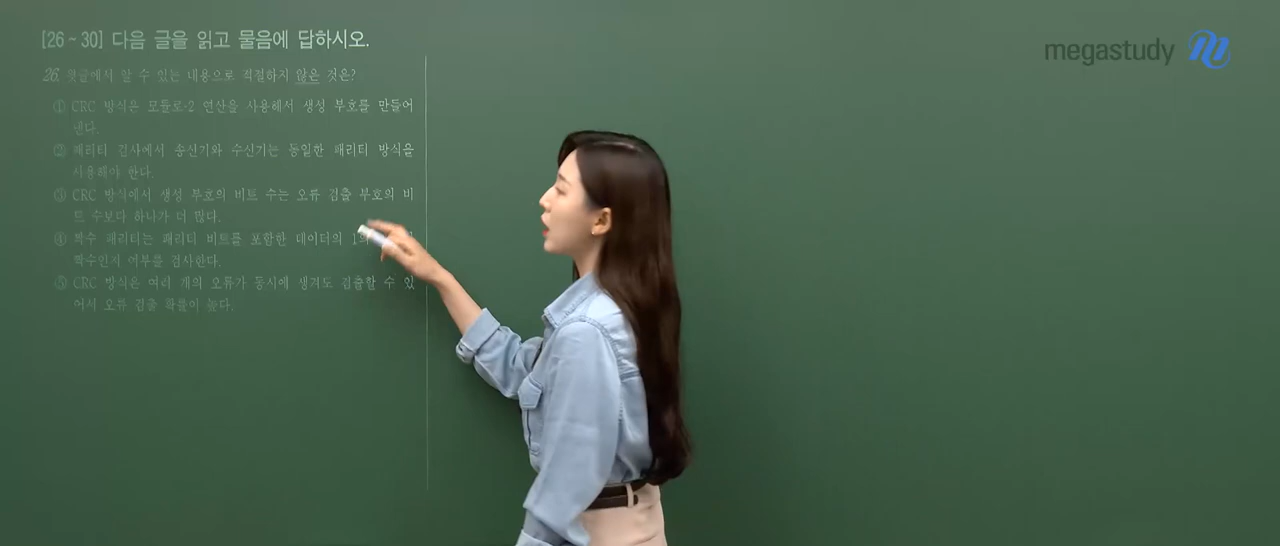 [26 ~ 30] 다음 글을 읽고 물음에 답하시오.
megastudy
26. 윗글에서 알 수 있는 내용으로 적절하지 않은 것은?
① CRC 방식은 모듈로-2 연산을 사용해서 생성 부호를 만들어
낸다.
② 패리티 검사에서 송신기와 수신기는 동일한 패리티 방식을
사용해야 한다.
③ CRC 방식에서 생성 부호의 비트 수는 오류 검출 부호의 비
트 수보다 하나가 더 많다.
④ 짝수 패리티는 패리티 비트를 포함한 데이터의 1의
짝수인지 여부를 검사한다.
⑤ CRC 방식은 여러 개의 오류가 동시에 생겨도 검출할 수 있
어서 오류 검출 확률이 높다.